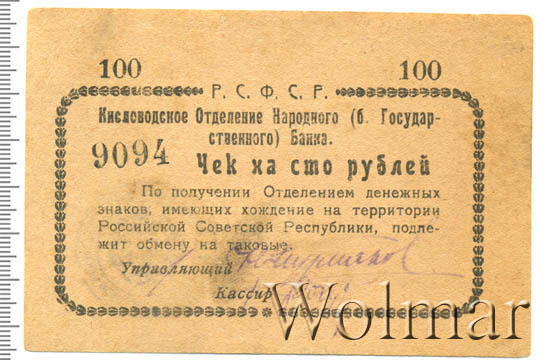 100 100
Р. С. Ф. С. Р.
Кисловодское Отделение Народного (б. Государ-
ственного) Банка.
9094 Чек на сто рублей
По получении Отделением денежных
знаков, имеющих хождение на территории
Российской Советской Республики, подле-
жит обмену на таковые.
Управляющий
Кассир
Wolmar